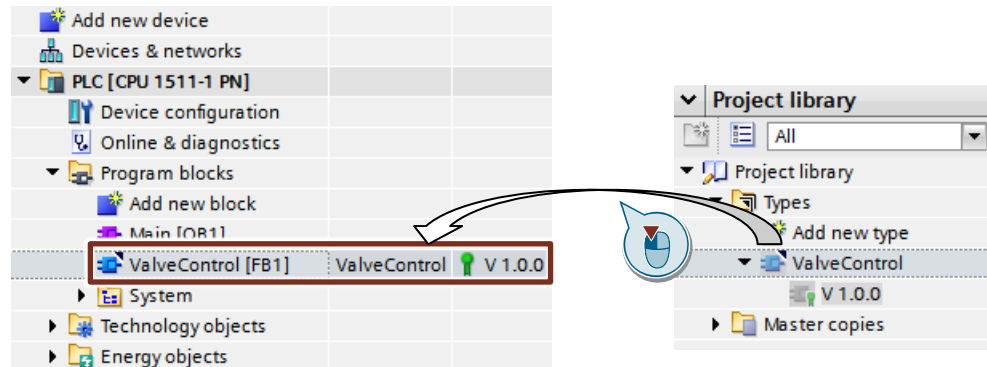 Add new device
Devices & networks
PLC [CPU 1511-1 PN]
Device configuration
Online & diagnostics
Program blocks
Add new block
Main [OB1]
ValveControl [FB1] ValveControl V 1.0.0
System
Technology objects
Energy objects
Project library
All
Project library
Types
Add new type
ValveControl
V 1.0.0
Master copies